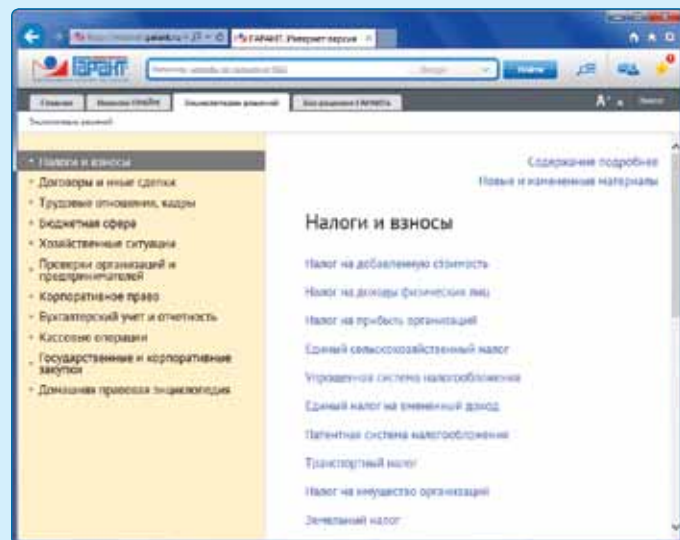 ГАРАНТ. Интернет-версия
ГАРАНТ
Найти
Главная
Энциклопедия решений
Энциклопедия решений
Налоги и взносы
Договоры и иные сделки
Трудовые отношения, кадры
Бюджетная сфера
Хозяйственные ситуации
Проверки организаций и
предпринимателей
Корпоративное право
Бухгалтерский учет и отчетность
Кассовые операции
Государственные и корпоративные
закупки
Домашняя правовая энциклопедия
Содержание подробнее
Новые и измененные материалы
Налоги и взносы
Налог на добавленную стоимость
Налог на доходы физических лиц
Налог на прибыль организаций
Единый сельскохозяйственный налог
Упрощенная система налогообложения
Единый налог на вмененный доход
Патентная система налогообложения
Транспортный налог
Налог на имущество организаций
Земельный налог